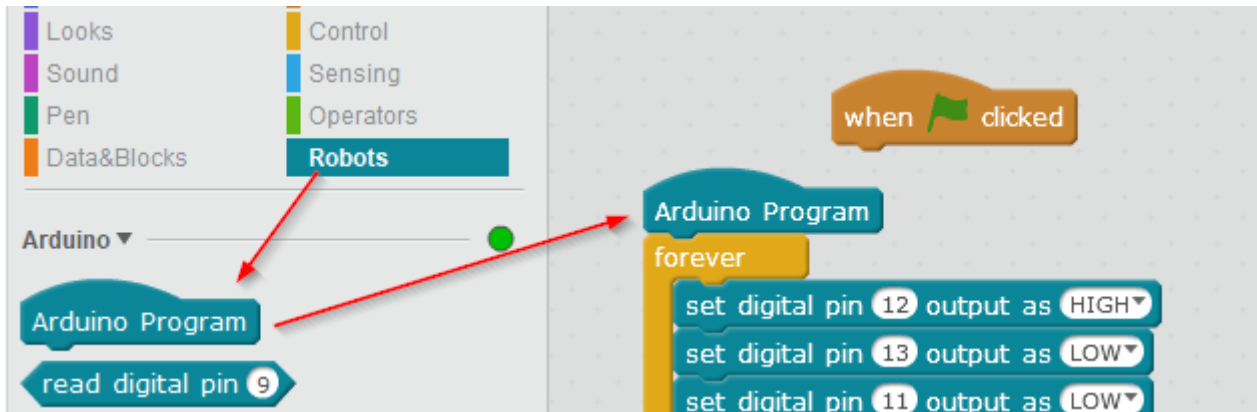 Looks
Control
Sound
Sensing
Pen
Operators
Data&Blocks
Robots
Arduino
Arduino Program
read digital pin 9
when clicked
Arduino Program
forever
set digital pin 12 output as HIGH
set digital pin 13 output as LOW
set digital pin 11 output as LOW